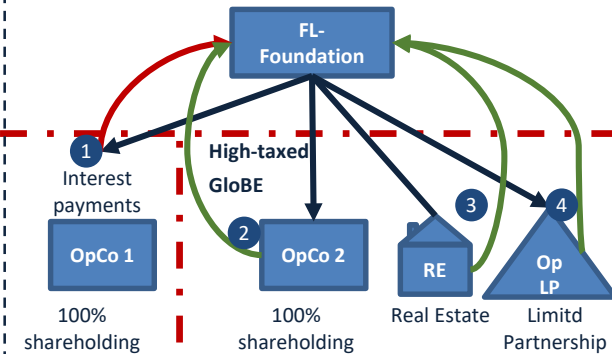 FL-
Foundation
1
High-taxed
GloBE
Interest
payments
2
3
4
OpCo 1
OpCo 2
RE
Op
LP
100%
shareholding
100%
shareholding
Real Estate
Limitd
Partnership